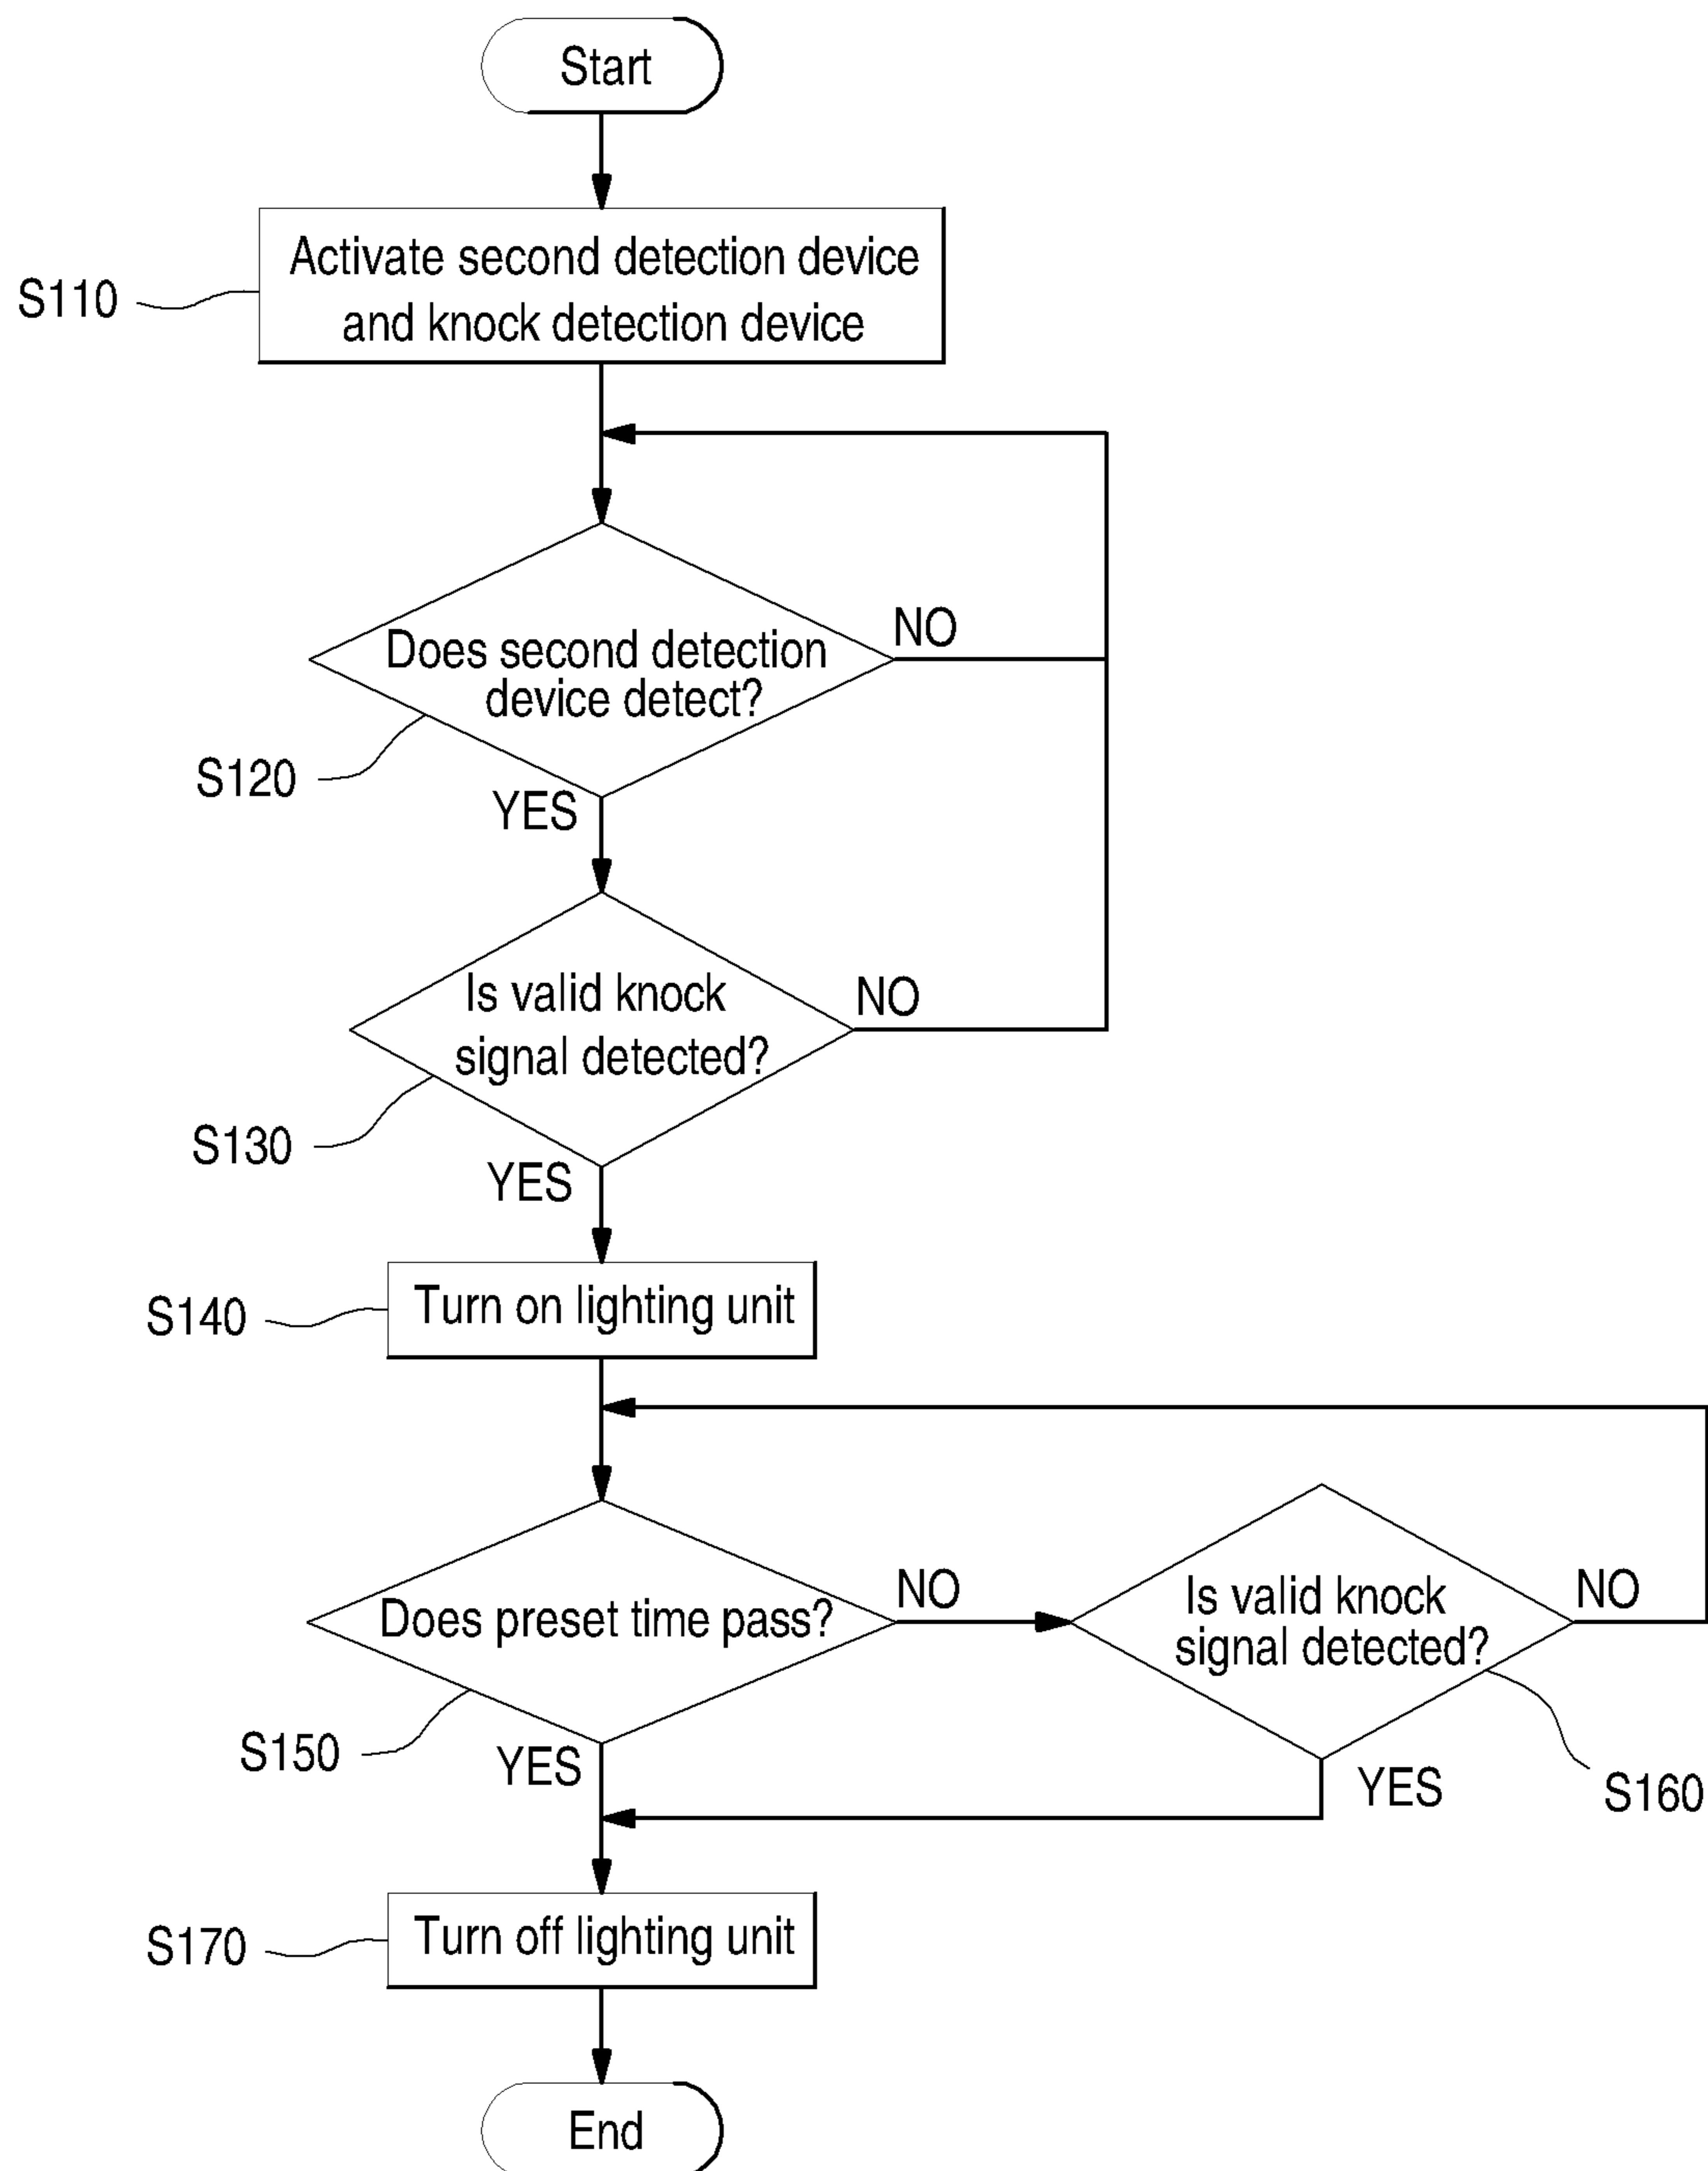 Start
Activate second detection device
and knock detection device
S110
Does second detection
device detect?
NO
S120
YES
Is valid knock
signal detected?
NO
S130
YES
Turn on lighting unit
S140
Does preset time pass?
NO
Is valid knock
signal detected?
NO
S150
YES
YES
S160
Turn off lighting unit
S170
End